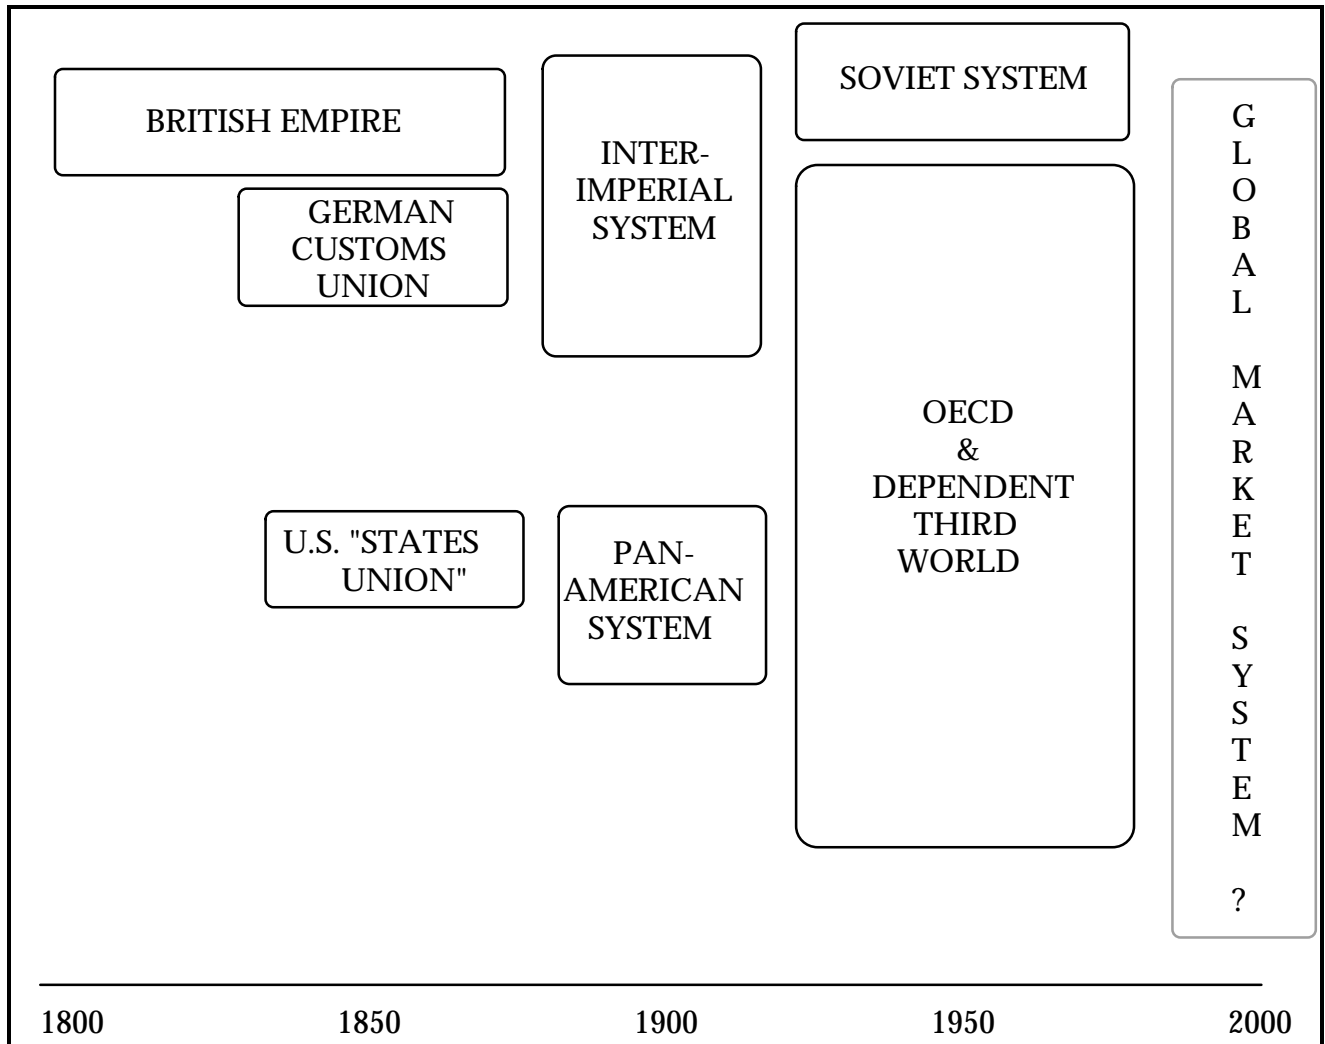 BRITISH EMPIRE
GERMAN
CUSTOMS
UNION
U.S. "STATES
UNION"
INTER-
IMPERIAL
SYSTEM
PAN-
AMERICAN
SYSTEM
SOVIET SYSTEM
OECD
&
DEPENDENT
THIRD
WORLD
G
L
O
B
A
L
M
A
R
K
E
T
S
Y
S
T
E
M
?
1800 1850 1900 1950 2000